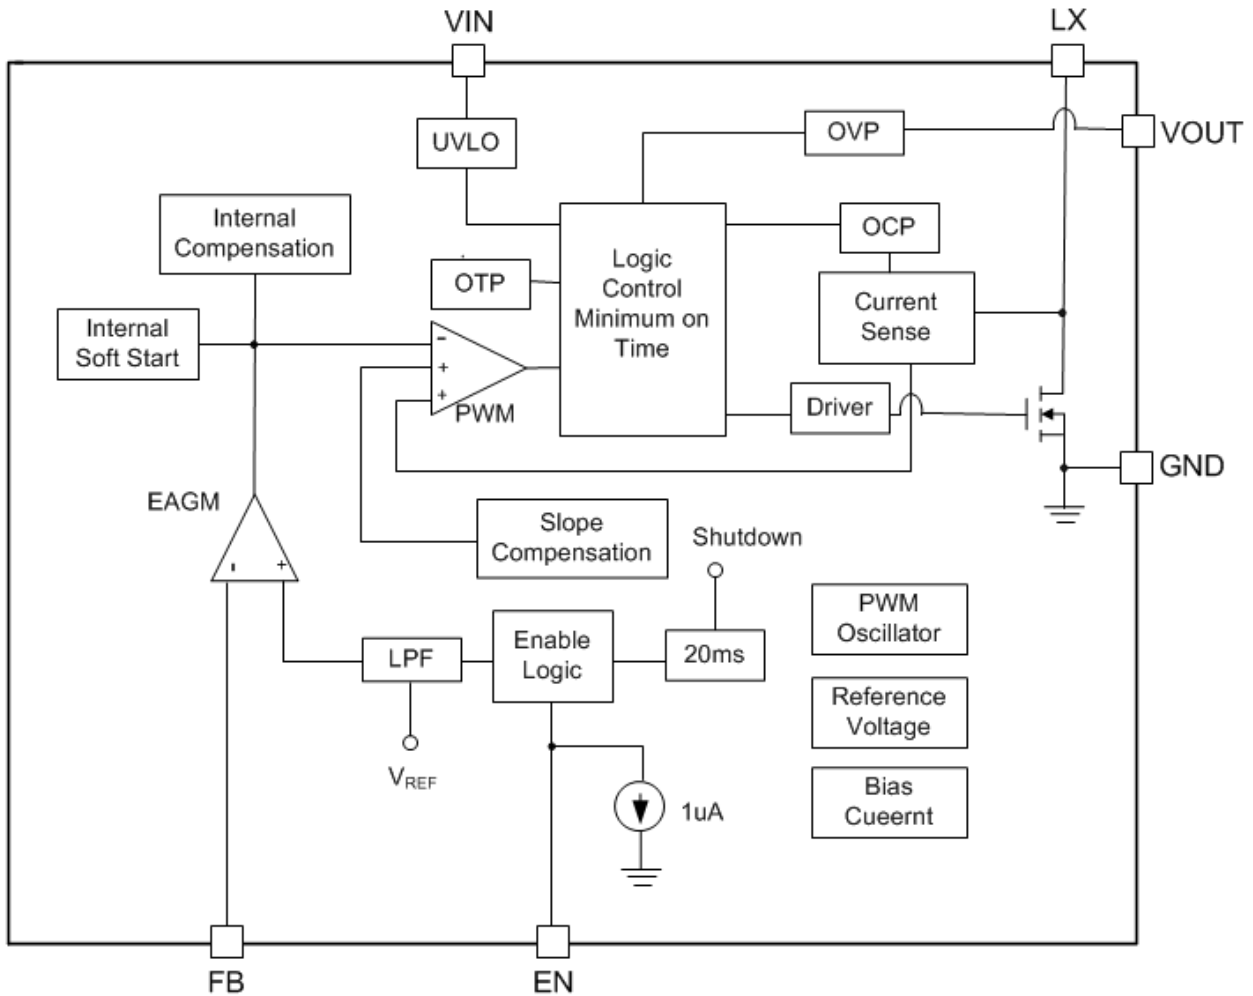 VIN
LX
VOUT
OVP
UVLO
Internal
Compensation
OCP
OTP
Logic
Control
Minimum on
Time
Current
Sense
Internal
Soft Start
-
+
+
PWM
Driver
GND
EAGM
-
+
Slope
Compensation
Shutdown
PWM
Oscillator
LPF
Enable
Logic
20ms
Reference
Voltage
VREF
1uA
Bias
Cueernt
FB
EN